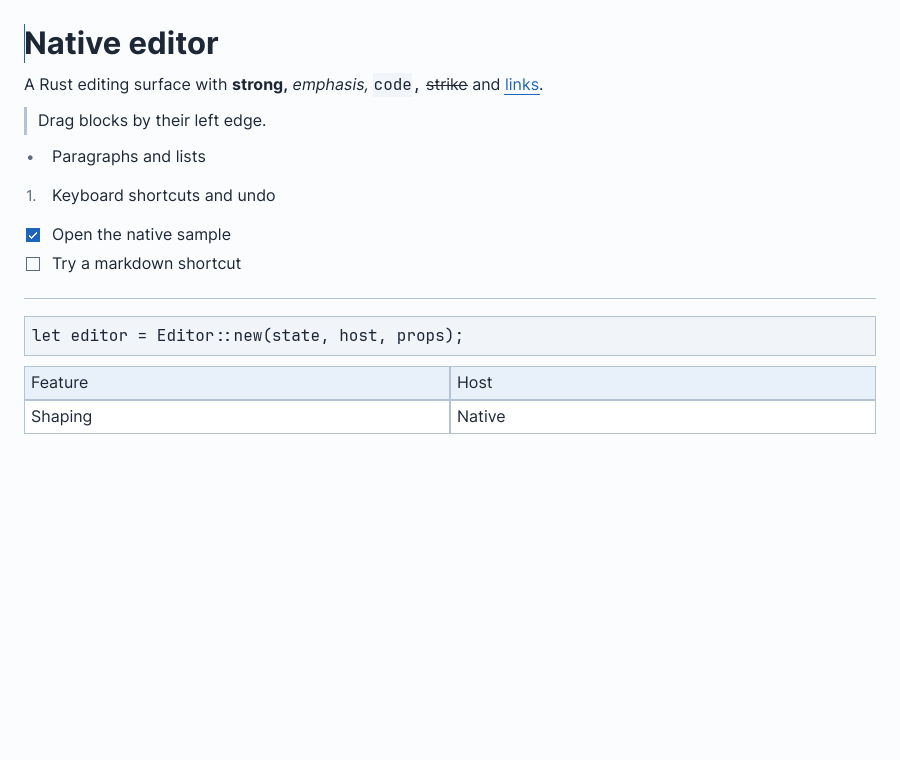 Native editor
A Rust editing surface with strong, emphasis, code, strike and links.
Drag blocks by their left edge.
• Paragraphs and lists
1. Keyboard shortcuts and undo
Open the native sample
Try a markdown shortcut
let editor = Editor::new(state, host, props);
Feature Host
Shaping Native